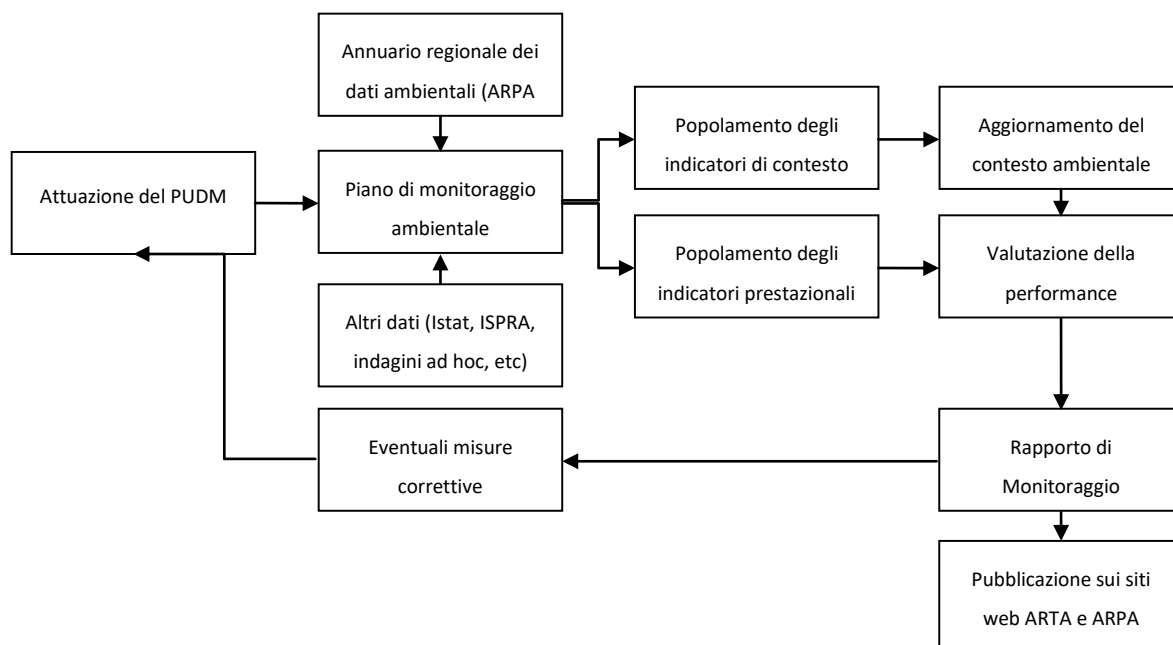 Annuario regionale dei
dati ambientali (ARPA
Popolamento degli
indicatori di contesto
Aggiornamento del
contesto ambientale
Attuazione del PUDM
Piano di monitoraggio
ambientale
Popolamento degli
indicatori prestazionali
Valutazione della
performance
Altri dati (Istat, ISPRA,
indagini ad hoc, etc)
Eventuali misure
correttive
Rapporto di
Monitoraggio
Pubblicazione sui siti
web ARTA e ARPA